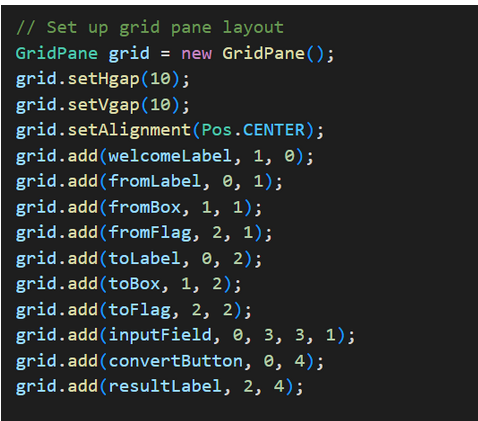 // Set up grid pane layout
GridPane grid = new GridPane();
grid.setHgap(10);
grid.setVgap(10);
grid.setAlignment(Pos.CENTER);
grid.add(welcomeLabel, 1, 0);
grid.add(fromLabel, 0, 1);
grid.add(fromBox, 1, 1);
grid.add(fromFlag, 2, 1);
grid.add(toLabel, 0, 2);
grid.add(toBox, 1, 2);
grid.add(toFlag, 2, 2);
grid.add(inputField, 0, 3, 3, 1);
grid.add(convertButton, 0, 4);
grid.add(resultLabel, 2, 4);